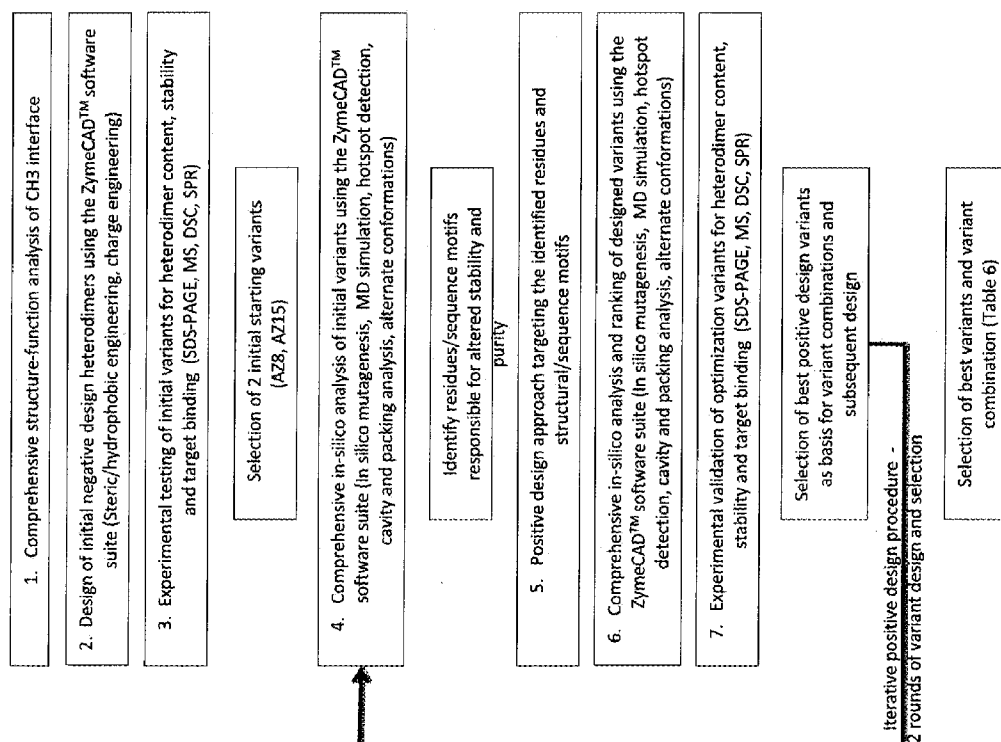 1. Comprehensive structure-function analysis of CH3 interface
2. Design of initial negative design heterodimers using the ZymeCAD™ software
suite (Steric/hydrophobic engineering, charge engineering)
3. Experimental testing of initial variants for heterodimer content, stability
and target binding (SDS-PAGE, MS, DSC, SPR)
Selection of 2 initial starting variants
(AZ8, AZ15)
4. Comprehensive in-silico analysis of initial variants using the ZymeCAD™
software suite (In silico mutagenesis, MD simulation, hotspot detection,
cavity and packing analysis, alternate conformations)
Identify residues/sequence motifs
responsible for altered stability and
purity
5. Positive design approach targeting the identified residues and
structural/sequence motifs
6. Comprehensive in-silico analysis and ranking of designed variants using the
ZymeCAD™ software suite (In silico mutagenesis, MD simulation, hotspot
detection, cavity and packing analysis, alternate conformations)
7. Experimental validation of optimization variants for heterodimer content,
stability and target binding (SDS-PAGE, MS, DSC, SPR)
Selection of best positive design variants
as basis for variant combinations and
subsequent design
Iterative positive design procedure -
2 rounds of variant design and selection
Selection of best variants and variant
combination (Table 6)